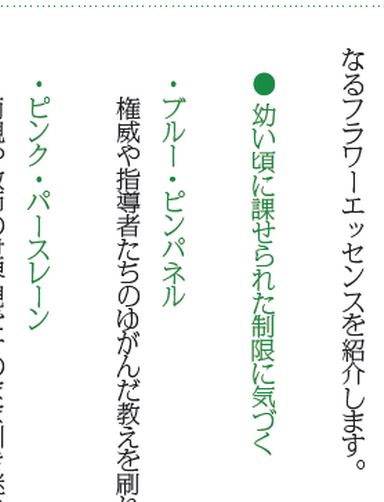 なるフラワーエッセンスを紹介します。
●幼い頃に課せられた制限に気づく
・ブルー・ピンパネル
権威や指導者たちのゆがんだ教えを刷
・ピンク・パースレーン